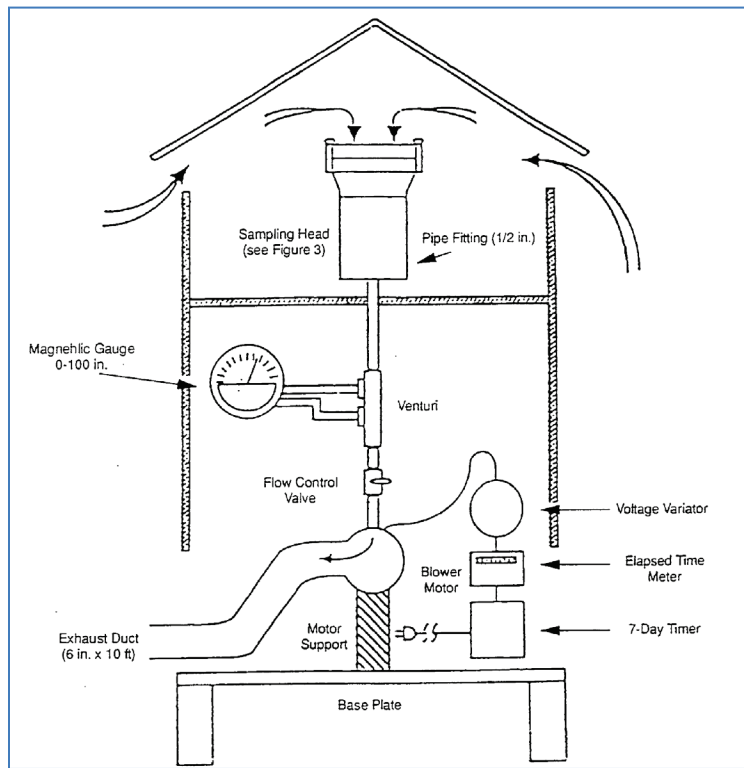 Sampling Head
(see Figure 3)
Pipe Fitting (1/2 in.)
Magnehlic Gauge
0-100 in.
Venturi
Flow Control
Valve
Voltage Variator
Blower
Motor
Elapsed Time
Meter
Exhaust Duct
(6 in. x 10 ft)
Motor
Support
7-Day Timer
Base Plate